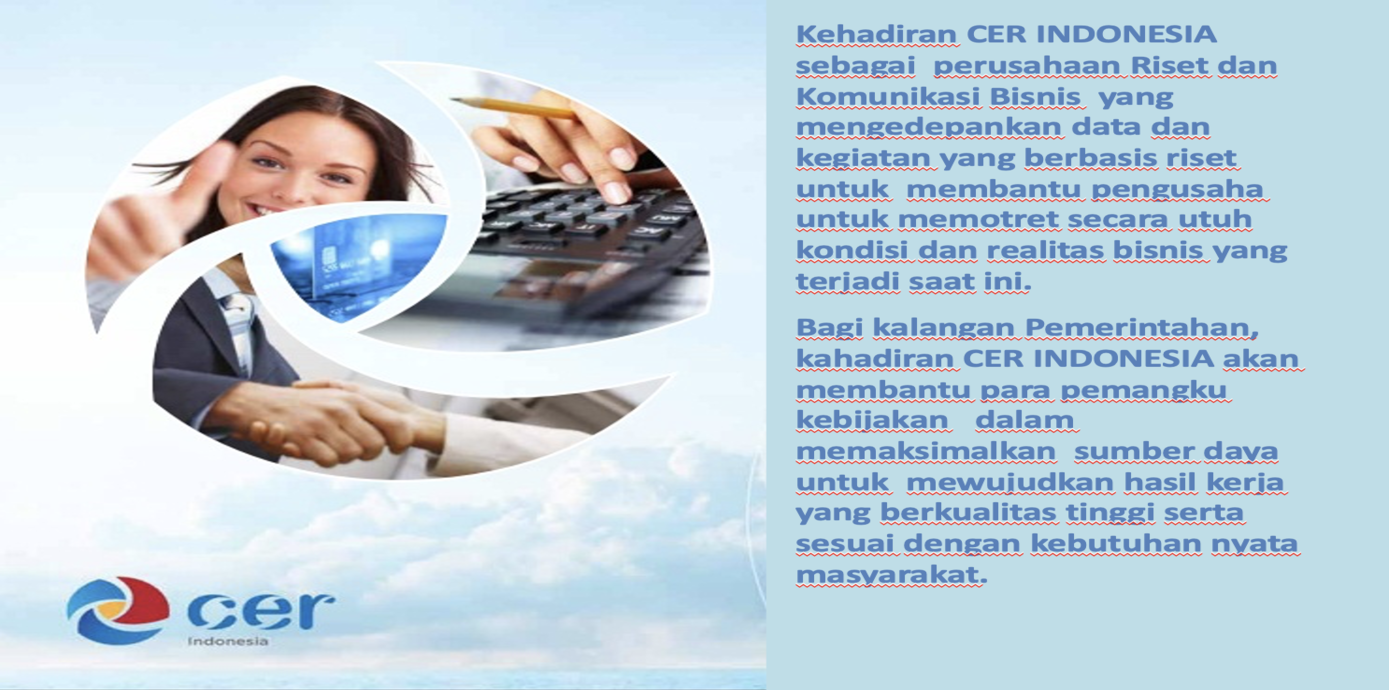 Kehadiran CER INDONESIA
sebagai perusahaan Riset dan
Komunikasi Bisnis yang
mengedepankan data dan
kegiatan yang berbasis riset
untuk membantu pengusaha
untuk memotret secara utuh
kondisi dan realitas bisnis yang
terjadi saat ini.
Bagi kalangan Pemerintahan,
kahadiran CER INDONESIA akan
membantu para pemangku
kebijakan dalam
memaksimalkan sumber daya
untuk mewujudkan hasil kerja
yang berkualitas tinggi serta
sesuai dengan kebutuhan nyata
masyarakat.
cer
Indonesia